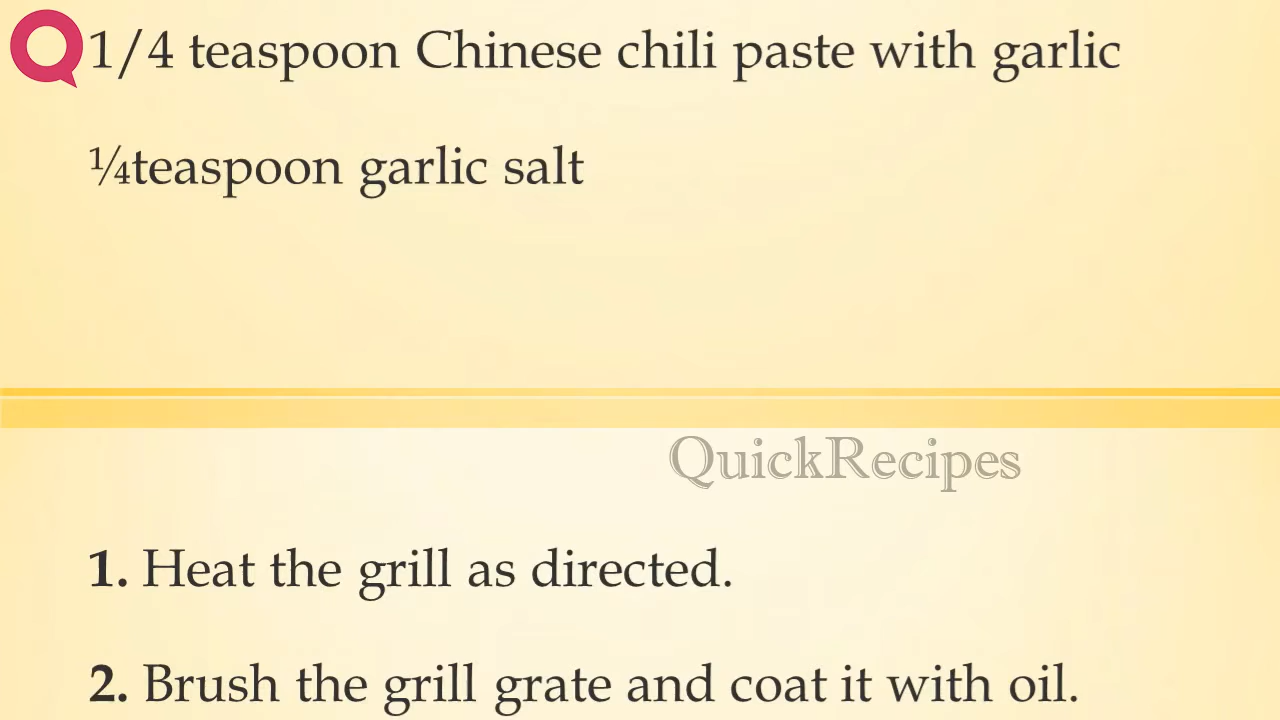 1/4 teaspoon Chinese chili paste with garlic
¼teaspoon garlic salt
QuickRecipes
1. Heat the grill as directed.
2. Brush the grill grate and coat it with oil.